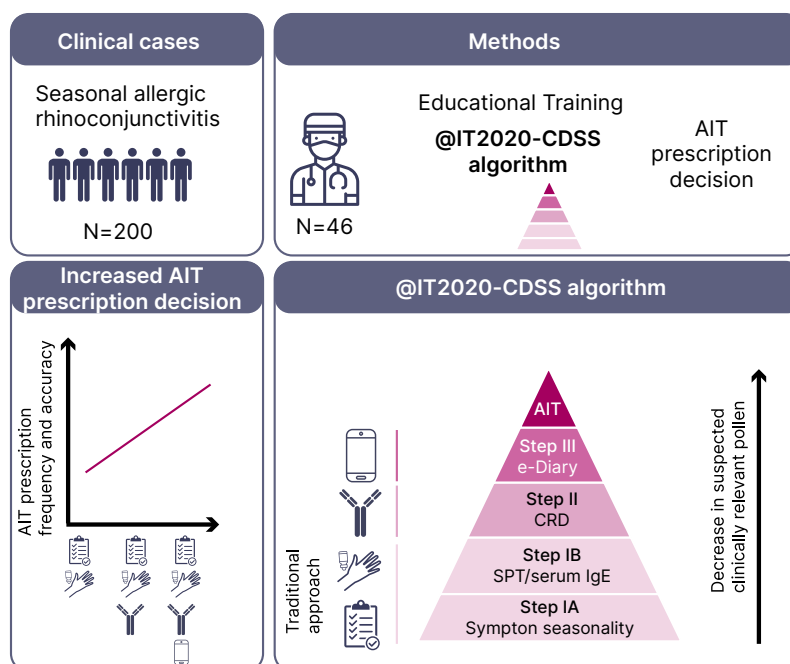 Clinical cases
Seasonal allergic
rhinoconjunctivitis
N=200
Methods
N=46
Educational Training
@IT2020-CDSS
algorithm
AIT
prescription
decision
Increased AIT
prescription decision
AIT prescription
frequency and accuracy
@IT2020-CDSS algorithm
Traditional
approach
AIT
Step III
e-Diary
Step II
CRD
Step IB
SPT/serum IgE
Step IA
Sympton seasonality
Decrease in suspected
clinically relevant pollen